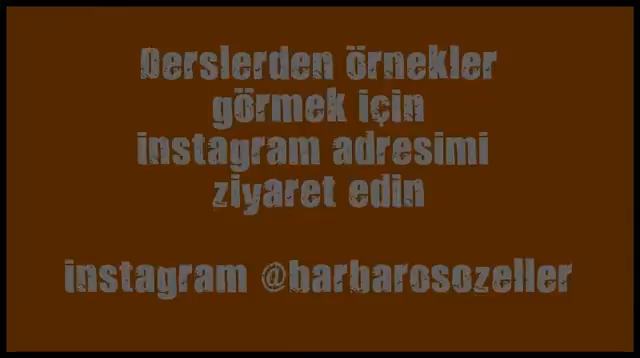 Derslerden örnekler
görmek için
instagram adresimi
ziyaret edin
instagram @barbarosozeller